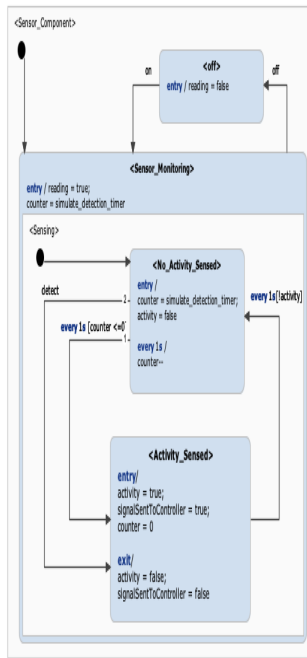 <Sensor_Component>
<off>
entry / reading = false
on
off
<Sensor_Monitoring>
entry / reading = true;
counter = simulate_detection_timer
<Sensing>
<No_Activity_Sensed>
entry /
counter = simulate_detection_timer;
activity = false
every 1s /
counter--
detect
2
every 1s [counter <=0]
1
every 1s[!activity]
<Activity_Sensed>
entry/
activity = true;
signalSentToController = true;
counter = 0
exit/
activity = false;
signalSentToController = false